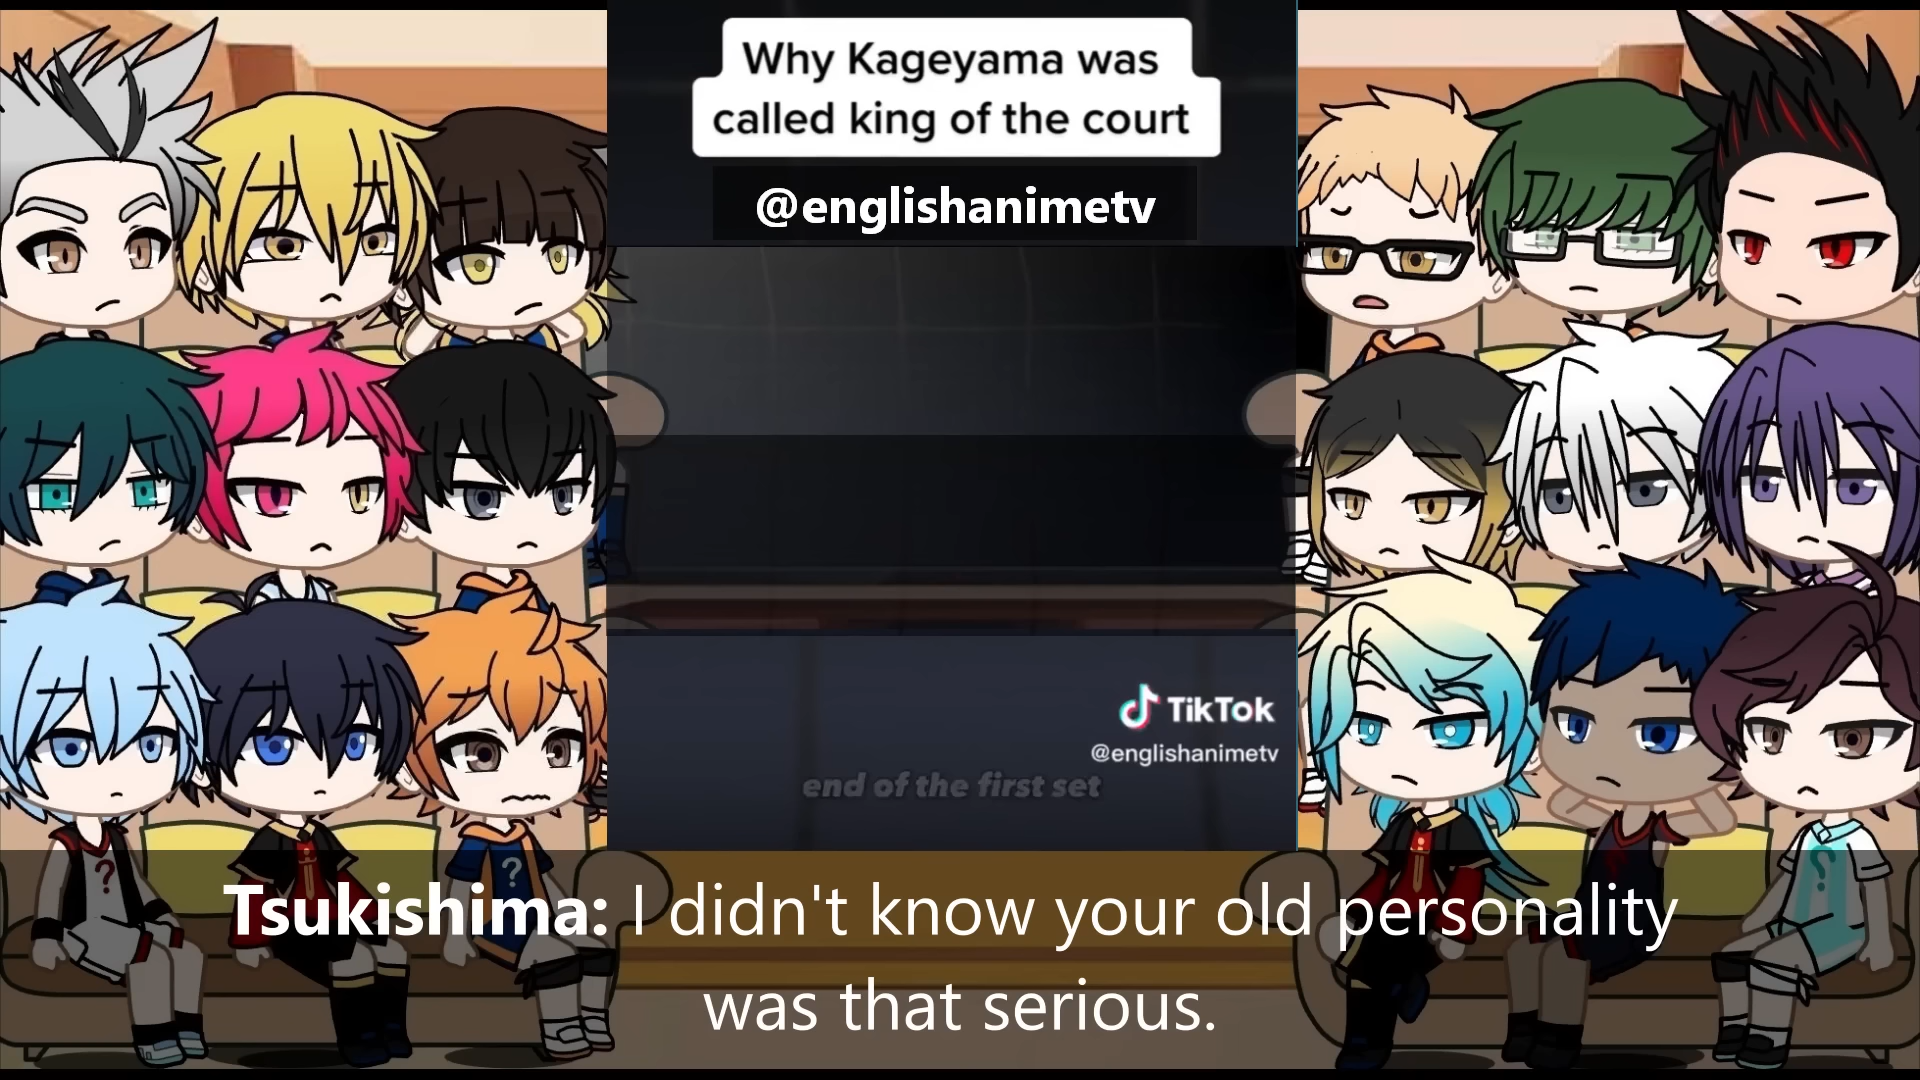 Why Kageyama was
called king of the court
@englishanimetv
TikTok
@englishanimetv
end of the first set
?
?
?
Tsukishima: I didn't know your old personality
was that serious.